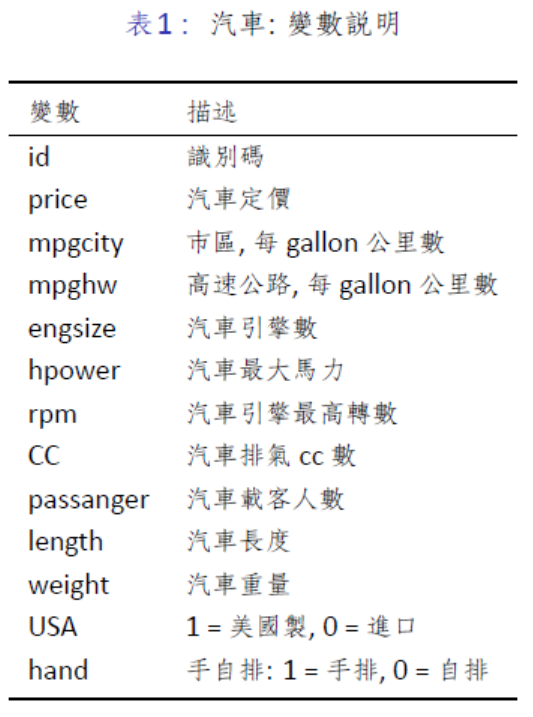 表1： 汽車: 變數說明
變數 描述
id 識別碼
price 汽車定價
mpgcity 市區, 每 gallon 公里數
mpghw 高速公路, 每 gallon 公里數
engsize 汽車引擎數
hpower 汽車最大馬力
rpm 汽車引擎最高轉數
CC 汽車排氣 cc 數
passanger 汽車載客人數
length 汽車長度
weight 汽車重量
USA 1 = 美國製, 0 = 進口
hand 手自排: 1 = 手排, 0 = 自排